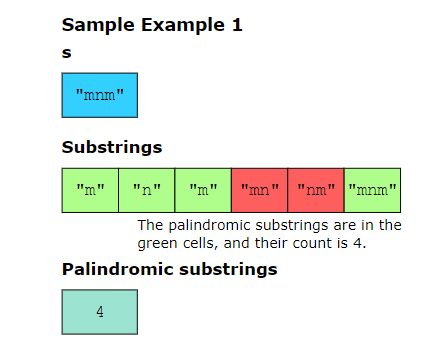 Sample Example 1
s
"mnm"
Substrings
"m" "n" "m" "mn" "nm" "mnm"
The palindromic substrings are in the
green cells, and their count is 4.
Palindromic substrings
4